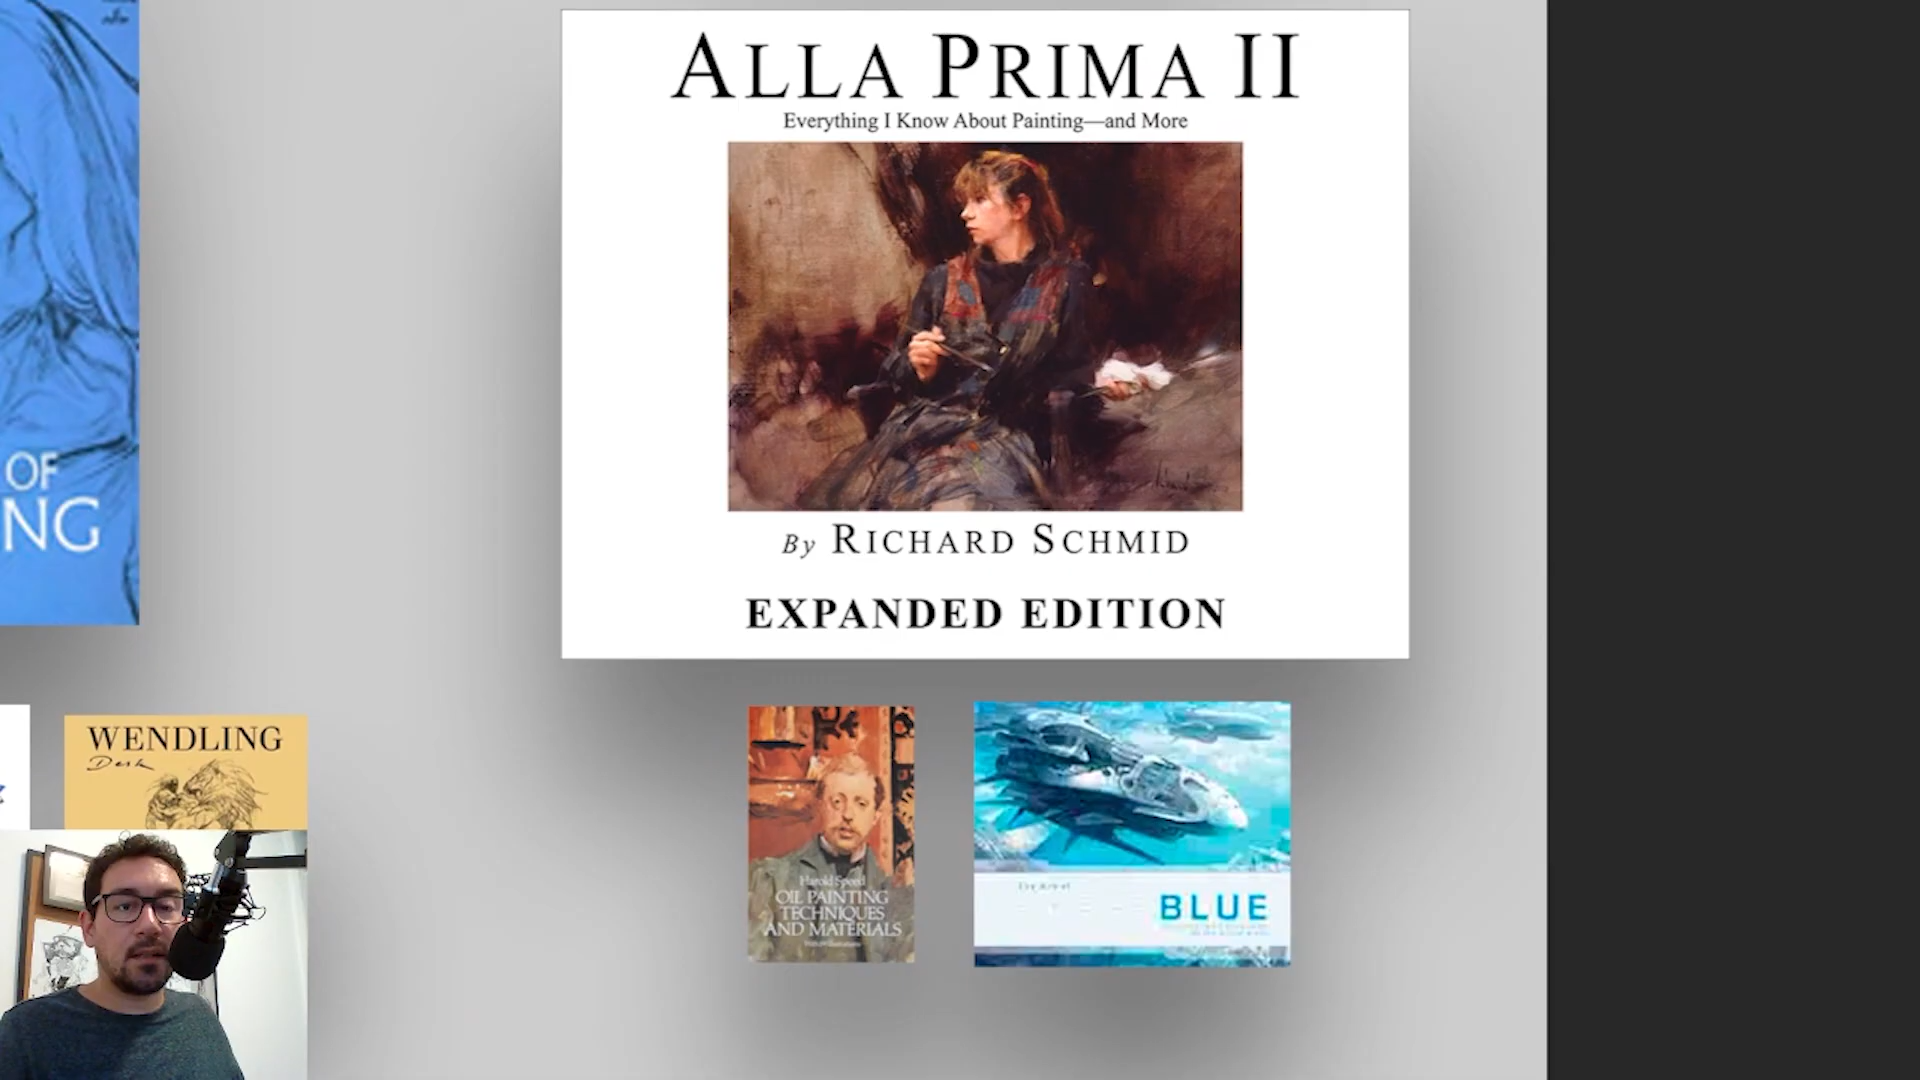 ALLA PRIMA II
Everything I Know About Painting—and More
By RICHARD SCHMID
EXPANDED EDITION
OF
NG
WENDLING
Desk
Harold Speed
OIL PAINTING
TECHNIQUES
AND MATERIALS
BLUE